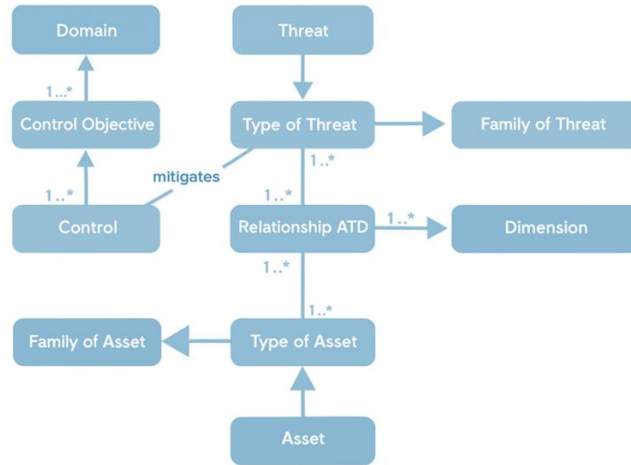 Domain
Threat
1...*
Control Objective
Type of Threat
Family of Threat
1..*
mitigates
1..*
1..*
Control
Relationship ATD
1..*
Dimension
1..*
1..*
Family of Asset
Type of Asset
Asset